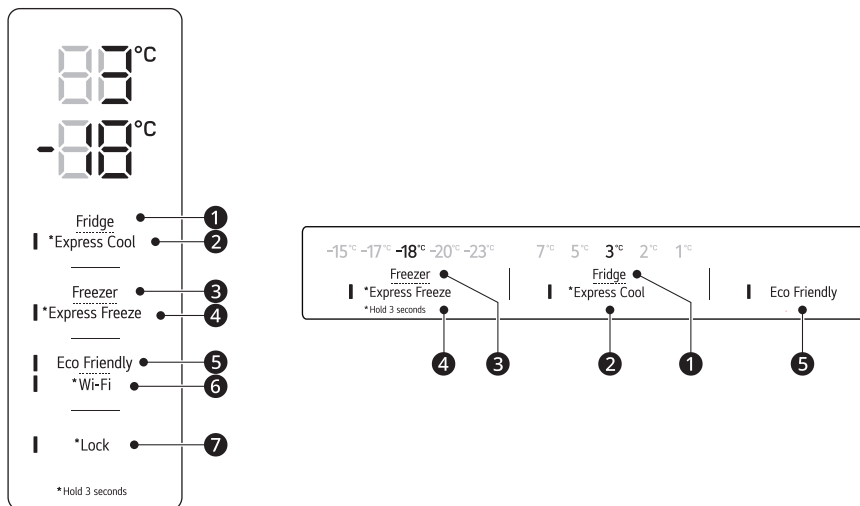 3°C
-18°C
Fridge
*Express Cool
Freezer
*Express Freeze
Eco Friendly
*Wi-Fi
*Lock
*Hold 3 seconds
1
2
3
4
5
6
7
-15°C -17°C -18°C -20°C -23°C
Freezer
*Express Freeze
*Hold 3 seconds
7°C 5°C 3°C 2°C 1°C
Fridge
*Express Cool
Eco Friendly
4 3 2 1 5